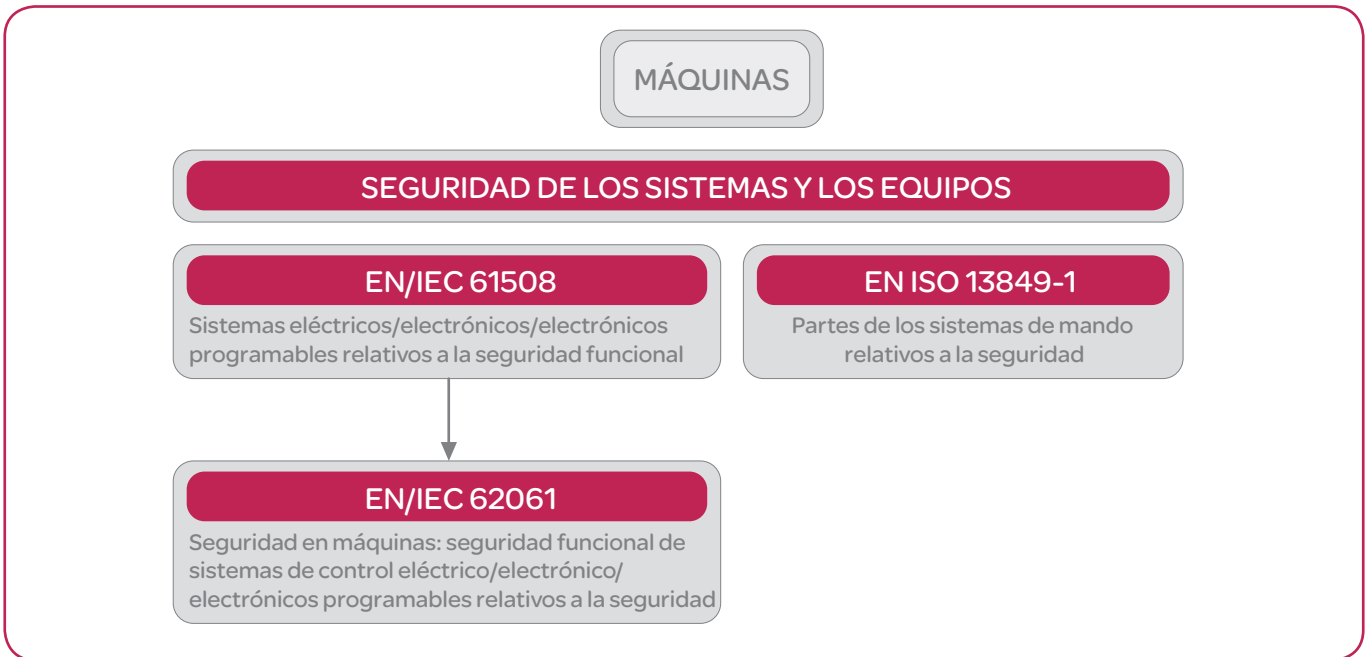 MÁQUINAS
SEGURIDAD DE LOS SISTEMAS Y LOS EQUIPOS
EN/IEC 61508
Sistemas eléctricos/electrónicos/electrónicos
programables relativos a la seguridad funcional
EN ISO 13849-1
Partes de los sistemas de mando
relativos a la seguridad
EN/IEC 62061
Seguridad en máquinas: seguridad funcional de
sistemas de control eléctrico/electrónico/
electrónicos programables relativos a la seguridad